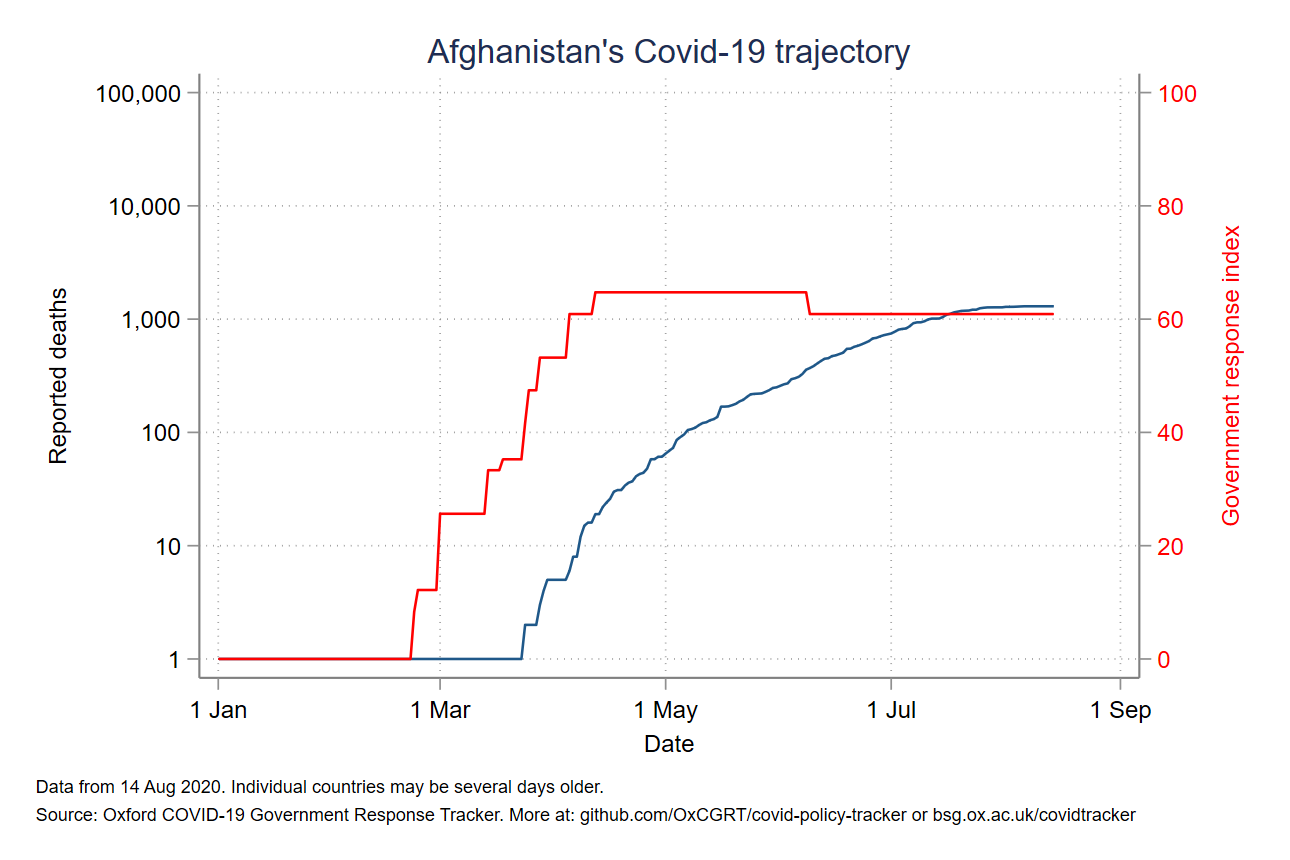 Afghanistan's Covid-19 trajectory
100,000
10,000
1,000
100
10
1
Reported deaths
100
80
60
40
20
0
Government response index
1 Jan
1 Mar
1 May
1 Jul
1 Sep
Date
Data from 14 Aug 2020. Individual countries may be several days older.
Source: Oxford COVID-19 Government Response Tracker. More at: github.com/OxCGRT/covid-policy-tracker or bsg.ox.ac.uk/covidtracker